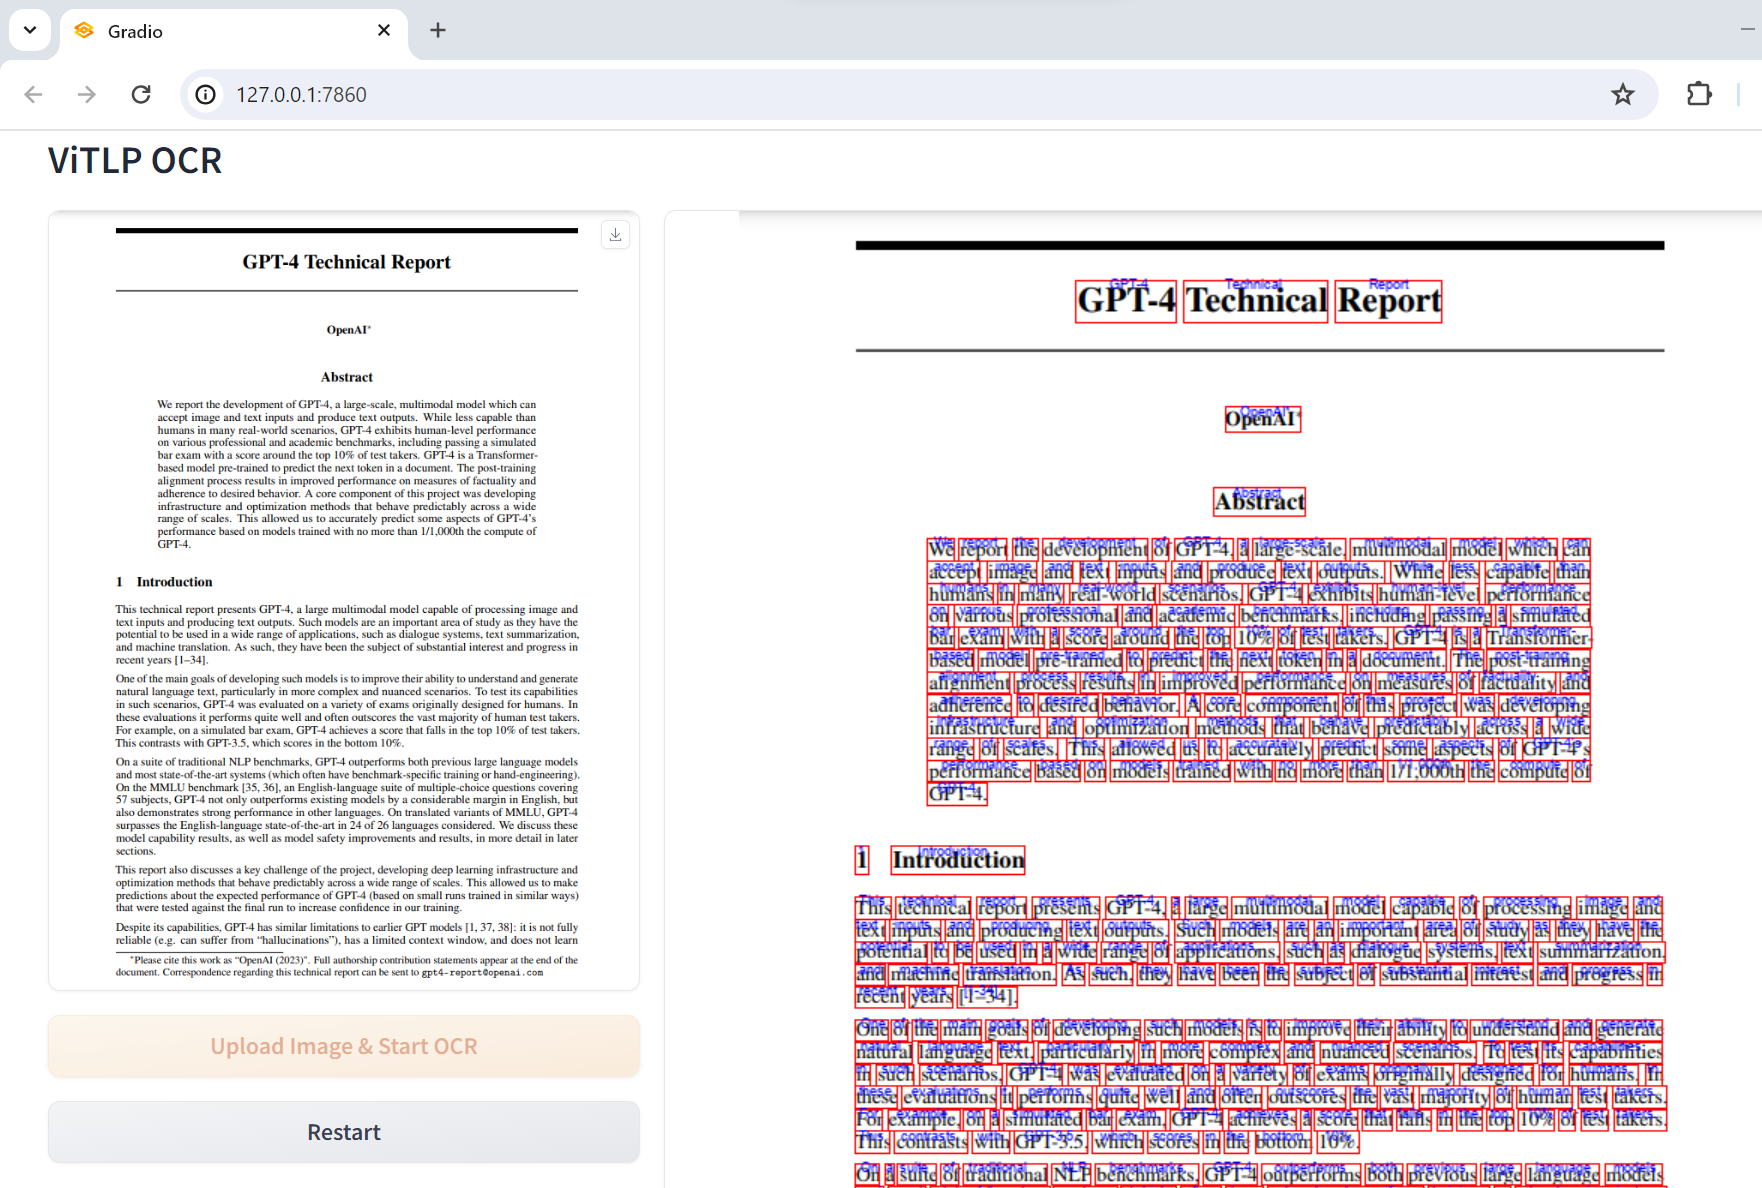 Gradio
127.0.0.1:7860
ViTLP OCR
GPT-4 Technical Report
OpenAI*
Abstract
We report the development of GPT-4, a large-scale, multimodal model which can
accept image and text inputs and produce text outputs. While less capable than
humans in many real-world scenarios, GPT-4 exhibits human-level performance
on various professional and academic benchmarks, including passing a simulated
bar exam with a score around the top 10% of test takers. GPT-4 is a Transformer-
based model pre-trained to predict the next token in a document. The post-training
alignment process results in improved performance on measures of factuality and
adherence to desired behavior. A core component of this project was developing
infrastructure and optimization methods that behave predictably across a wide
range of scales. This allowed us to accurately predict some aspects of GPT-4's
performance based on models trained with no more than 1/1,000th the compute of
GPT-4.
1 Introduction
This technical report presents GPT-4, a large multimodal model capable of processing image and
text inputs and producing text outputs. Such models are an important area of study as they have the
potential to be used in a wide range of applications, such as dialogue systems, text summarization,
and machine translation. As such, they have been the subject of substantial interest and progress in
recent years [1–34].
One of the main goals of developing such models is to improve their ability to understand and generate
natural language text, particularly in more complex and nuanced scenarios. To test its capabilities
in such scenarios, GPT-4 was evaluated on a variety of exams originally designed for humans. In
these evaluations it performs quite well and often outscores the vast majority of human test takers.
For example, on a simulated bar exam, GPT-4 achieves a score that falls in the top 10% of test takers.
This contrasts with GPT-3.5, which scores in the bottom 10%.
On a suite of traditional NLP benchmarks, GPT-4 outperforms both previous large language models
and most state-of-the-art systems (which often have benchmark-specific training or hand-engineering).
On the MMLU benchmark [35, 36], an English-language suite of multiple-choice questions covering
57 subjects, GPT-4 not only outperforms existing models by a considerable margin in English, but
also demonstrates strong performance in other languages. On translated variants of MMLU, GPT-4
surpasses the English-language state-of-the-art in 24 of 26 languages considered. We discuss these
model capability results, as well as model safety improvements and results, in more detail in later
sections.
This report also discusses a key challenge of the project, developing deep learning infrastructure and
optimization methods that behave predictably across a wide range of scales. This allowed us to make
predictions about the expected performance of GPT-4 (based on small runs trained in similar ways)
that were tested against the final run to increase confidence in our training.
Despite its capabilities, GPT-4 has similar limitations to earlier GPT models [1, 37, 38]: it is not fully
reliable (e.g. can suffer from “hallucinations”), has a limited context window, and does not learn
*Please cite this work as “OpenAI (2023)". Full authorship contribution statements appear at the end of the
document. Correspondence regarding this technical report can be sent to gpt4-report@openai.com
Upload Image & Start OCR
Restart
GPT-4 Technical Report
GPT-4 Technical Report
OpenAI*
OpenAI*
Abstract
Abstract
We report the development of GPT-4, a large-scale, multimodal model which can
accept image and text inputs and produce text outputs. While less capable than
humans in many real-world scenarios, GPT-4 exhibits human-level performance
on various professional and academic benchmarks, including passing a simulated
bar exam with a score around the top 10% of test takers. GPT-4 is a Transformer-
based model pre-trained to predict the next token in a document. The post-training
alignment process results in improved performance on measures of factuality and
adherence to desired behavior. A core component of this project was developing
infrastructure and optimization methods that behave predictably across a wide
range of scales. This allowed us to accurately predict some aspects of GPT-4's
performance based on models trained with no more than 1/1,000th the compute of
GPT-4.
1 Introduction
This technical report presents GPT-4, a large multimodal model capable of processing image and
text inputs and producing text outputs. Such models are an important area of study as they have the
potential to be used in a wide range of applications, such as dialogue systems, text summarization,
and machine translation. As such, they have been the subject of substantial interest and progress in
recent years [1–34].
One of the main goals of developing such models is to improve their ability to understand and generate
natural language text, particularly in more complex and nuanced scenarios. To test its capabilities
in such scenarios, GPT-4 was evaluated on a variety of exams originally designed for humans. In
these evaluations it performs quite well and often outscores the vast majority of human test takers.
For example, on a simulated bar exam, GPT-4 achieves a score that falls in the top 10% of test takers.
This contrasts with GPT-3.5, which scores in the bottom 10%.
On a suite of traditional NLP benchmarks, GPT-4 outperforms both previous large language models